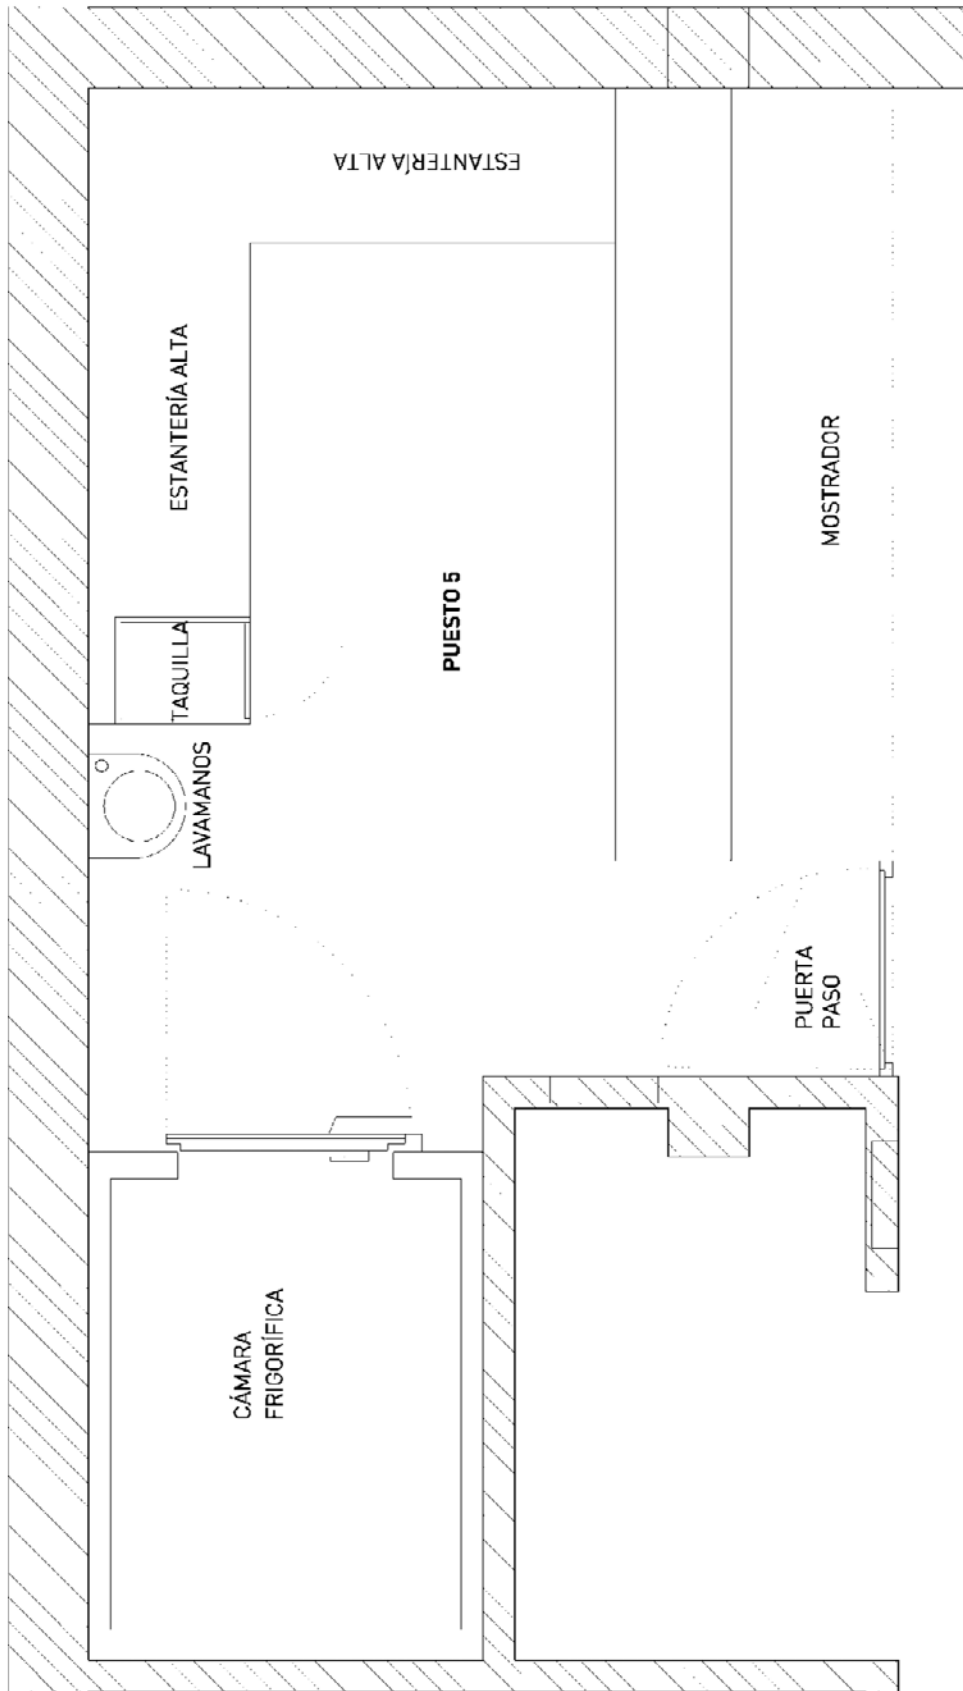 ESTANTERÍA ALTA
ESTANTERÍA ALTA
TAQUILLA
LAVAMANOS
PUESTO 5
MOSTRADOR
PUERTA
PASO
CÁMARA
FRIGORÍFICA